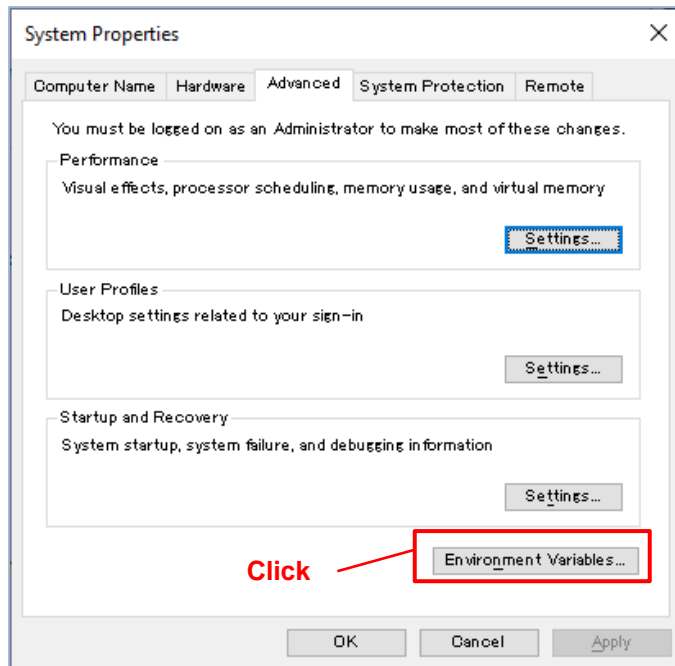 System Properties
Computer Name Hardware Advanced System Protection Remote
You must be logged on as an Administrator to make most of these changes.
Performance
Visual effects, processor scheduling, memory usage, and virtual memory
Settings...
User Profiles
Desktop settings related to your sign-in
Settings...
Startup and Recovery
System startup, system failure, and debugging information
Settings...
Environment Variables...
Click
OK Cancel Apply